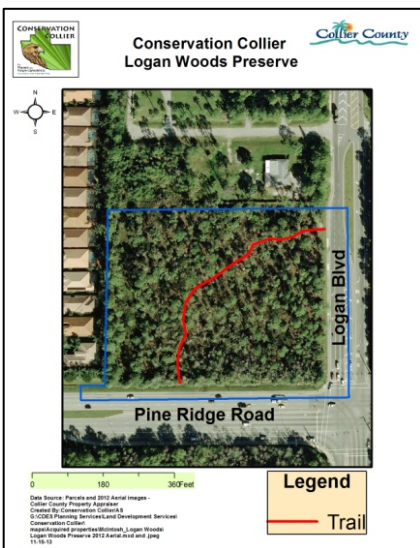 CONSERVATION
COLLIER
Conservation Collier
Logan Woods Preserve
Collier County
N
W
E
S
Logan Blvd
Pine Ridge Road
0
180
360Feet
Legend
Trail
Data Source: Parcels and 2012 Aerial Images -
Collier County Property Appraiser
Created By:Conservation Collier/AS
G:\CDES Planning Services\Land Development Services\
Conservation Collier\
maps\Acquired properties\McIntosh_Logan Woods\
Logan Woods Preserve 2012 Aerial.mxd and .jpeg
11-18-13